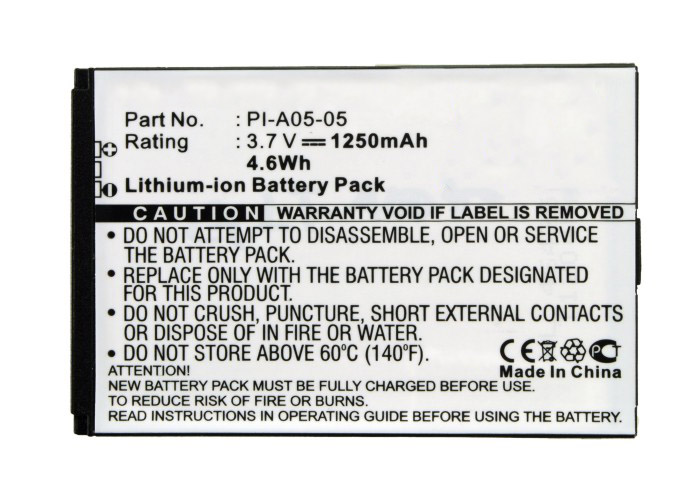 Part No. : PI-A05-05
Rating : 3.7 V 1250mAh
4.6Wh
Lithium-ion Battery Pack
CAUTION WARRANTY VOID IF LABEL IS REMOVED
• DO NOT ATTEMPT TO DISASSEMBLE, OPEN OR SERVICE
THE BATTERY PACK.
• REPLACE ONLY WITH THE BATTERY PACK DESIGNATED
FOR THIS PRODUCT.
• DO NOT CRUSH, PUNCTURE, SHORT EXTERNAL CONTACTS
OR DISPOSE OF IN FIRE OR WATER.
• DO NOT STORE ABOVE 60°C (140°F).
CE
Made In China
ATTENTION!
NEW BATTERY PACK MUST BE FULLY CHARGED BEFORE USE
TO REDUCE RISK OF FIRE OR BURNS.
READ INSTRUCTIONS IN OPERATING GUIDE BEFORE USING THE BATTERY.